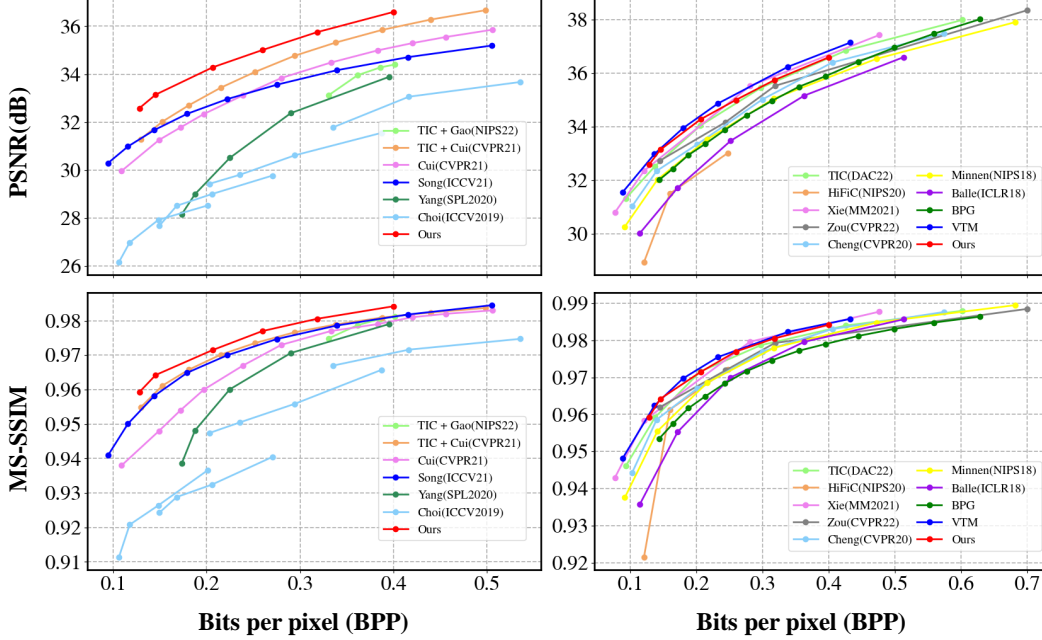 PSNR(dB)
36
34
32
30
28
26
TIC + Gao(NIPS22)
TIC + Cui(CVPR21)
Cui(CVPR21)
Song(ICCV21)
Yang(SPL2020)
Choi(ICCV2019)
Ours
38
36
34
32
30
TIC(DAC22)
HiFiC(NIPS20)
Xie(MM2021)
Zou(CVPR22)
Cheng(CVPR20)
Minnen(NIPS18)
Balle(ICLR18)
BPG
VTM
Ours
MS-SSIM
0.98
0.97
0.96
0.95
0.94
0.93
0.92
0.91
TIC + Gao(NIPS22)
TIC + Cui(CVPR21)
Cui(CVPR21)
Song(ICCV21)
Yang(SPL2020)
Choi(ICCV2019)
Ours
0.1 0.2 0.3 0.4 0.5
Bits per pixel (BPP)
0.99
0.98
0.97
0.96
0.95
0.94
0.93
0.92
TIC(DAC22)
HiFiC(NIPS20)
Xie(MM2021)
Zou(CVPR22)
Cheng(CVPR20)
Minnen(NIPS18)
Balle(ICLR18)
BPG
VTM
Ours
0.1 0.2 0.3 0.4 0.5 0.6 0.7
Bits per pixel (BPP)